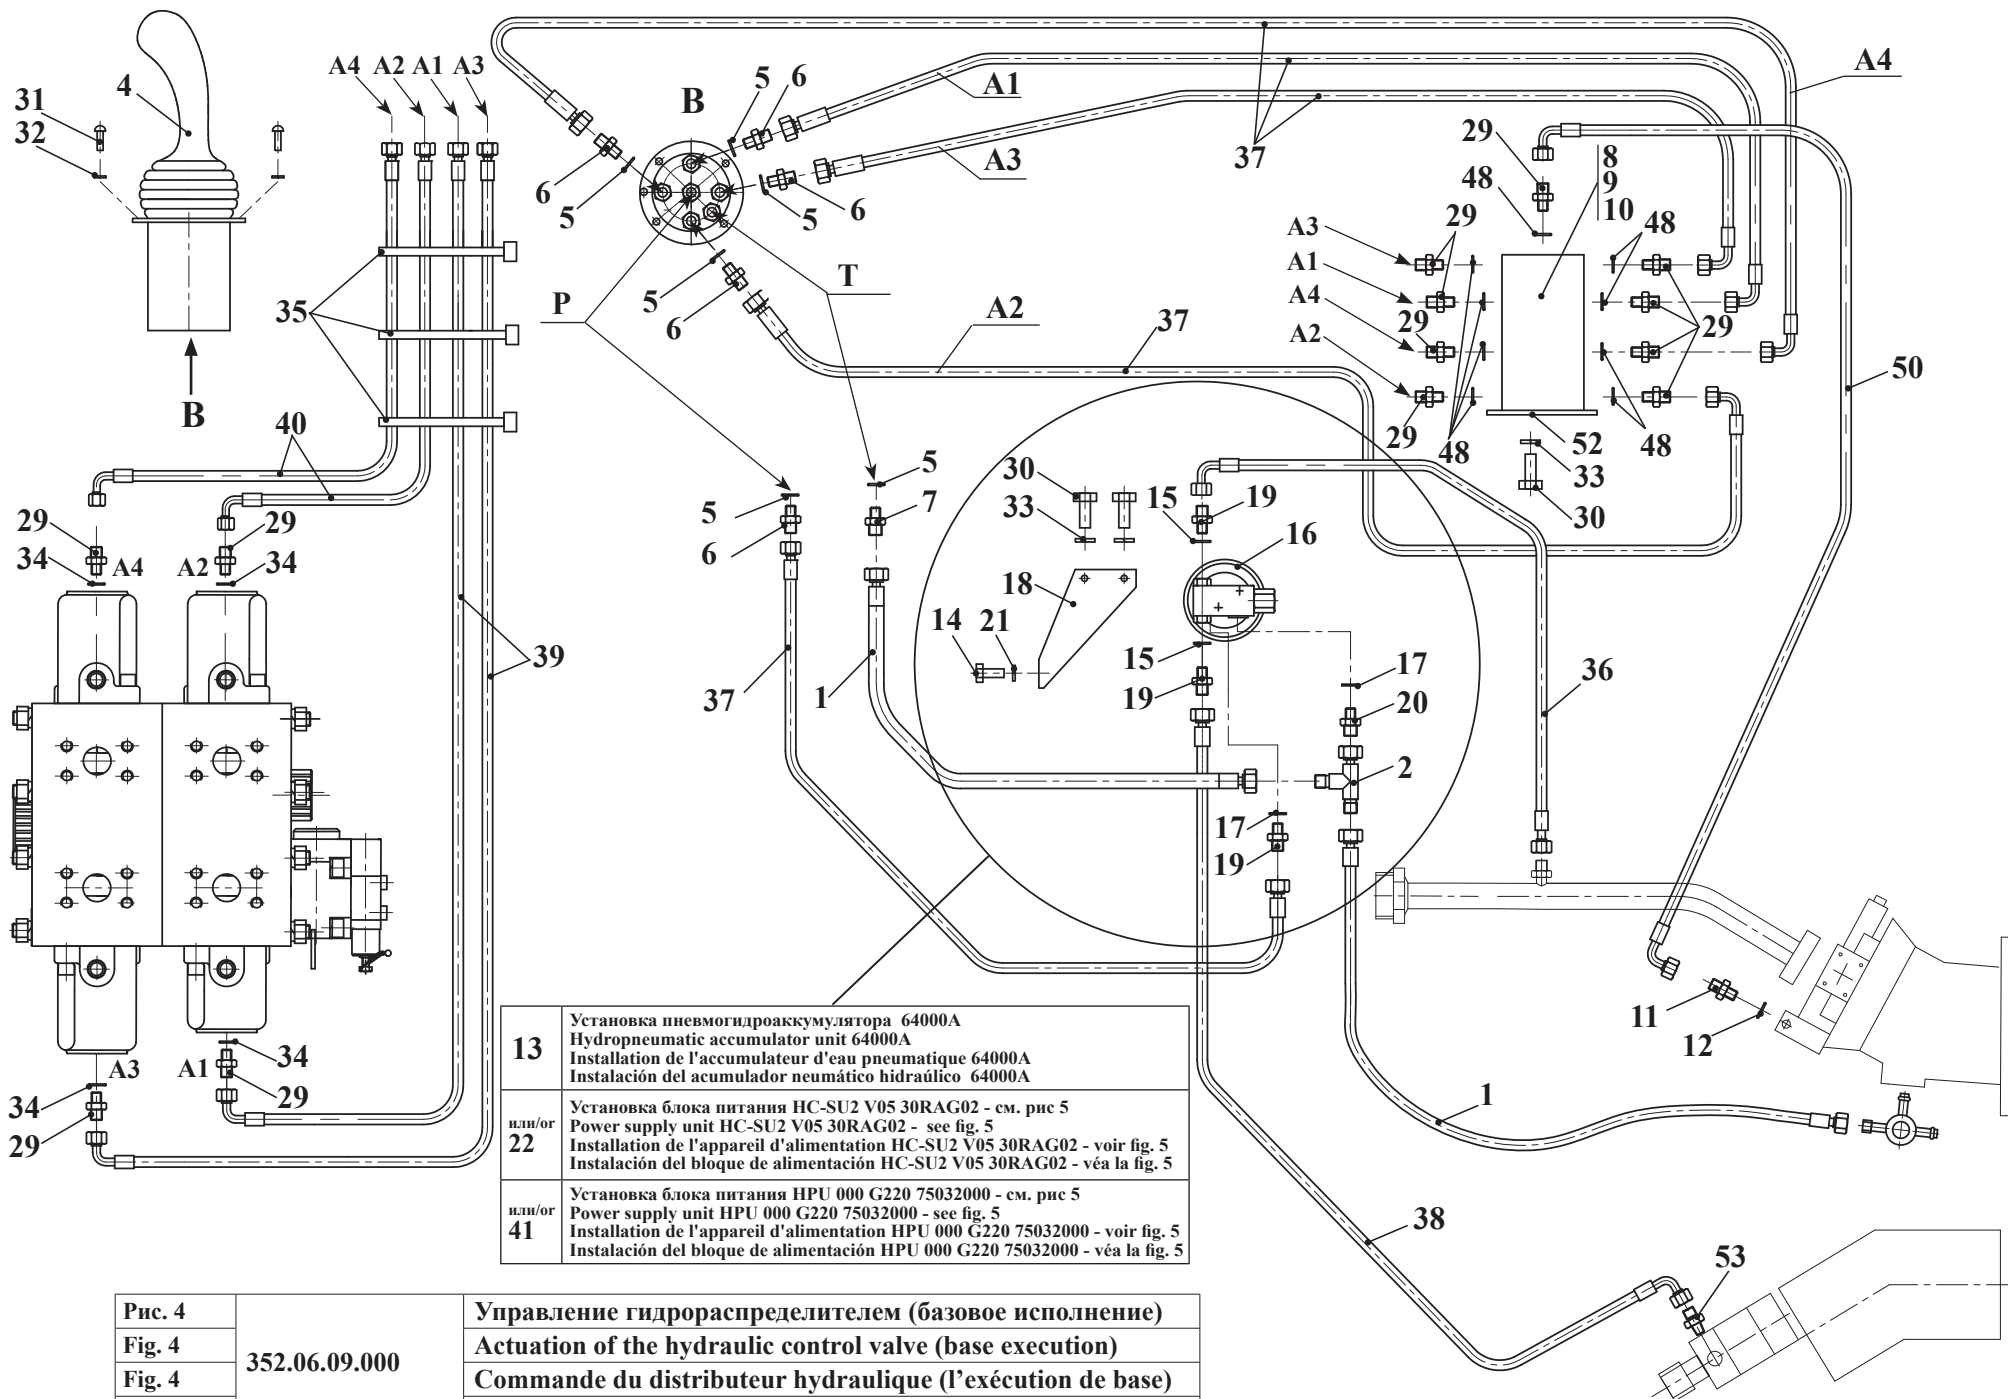 4
31
32
A4 A2 A1 A3
35
B
40
39
29
34
A4
A2
29
34
34
29
A3
A1
34
29
B
5 6
A1
A3
37
A4
6
5
5
6
5
6
P
T
A2
37
29
48
8
9
10
A3
A1
A4
A2
29
29
29
48
48
29
48
52
33
30
50
5
6
5
7
37
1
30
33
18
14 21
15
19
16
15
19
17
20
2
17
19
36
11
12
1
38
53
13
Установка пневмогидроаккумулятора 64000A
Hydropneumatic accumulator unit 64000A
Installation de l'accumulateur d'eau pneumatique 64000A
Instalación del acumulador neumático hidraúlico 64000A
или/or
22
Установка блока питания HC-SU2 V05 30RAG02 - см. рис 5
Power supply unit HC-SU2 V05 30RAG02 - see fig. 5
Installation de l'appareil d'alimentation HC-SU2 V05 30RAG02 - voir fig. 5
Instalación del bloque de alimentación HC-SU2 V05 30RAG02 - véa la fig. 5
или/or
41
Установка блока питания HPU 000 G220 75032000 - см. рис 5
Power supply unit HPU 000 G220 75032000 - see fig. 5
Installation de l'appareil d'alimentation HPU 000 G220 75032000 - voir fig. 5
Instalación del bloque de alimentación HPU 000 G220 75032000 - véa la fig. 5
Рис. 4
Fig. 4
Fig. 4
352.06.09.000
Управление гидрораспределителем (базовое исполнение)
Actuation of the hydraulic control valve (base execution)
Commande du distributeur hydraulique (l’exécution de base)